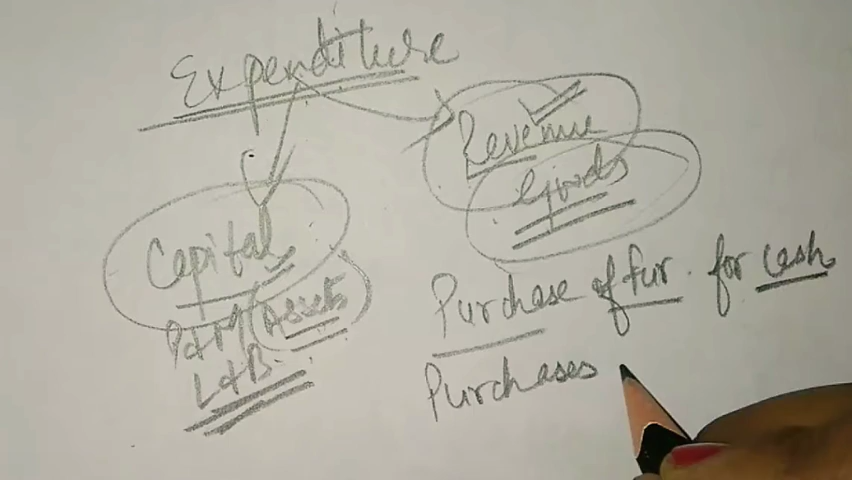 Expenditure
Revenue
Goods
Capital
P+M Assets
L+B
Purchase of fur. for cash
Purchases